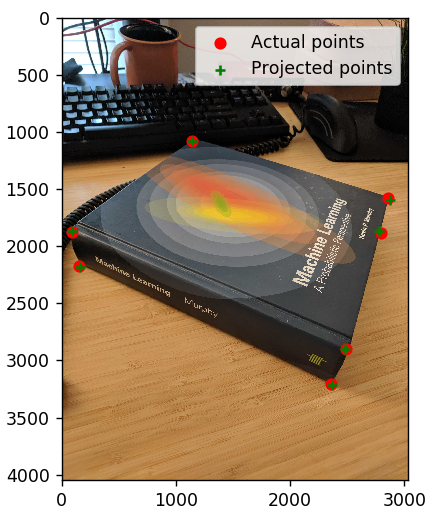 Actual points
Projected points
0
500
1000
1500
2000
2500
3000
3500
4000
0
1000
2000
3000
Machine Learning
A Probabilistic Perspective
Machine Learning
Murphy